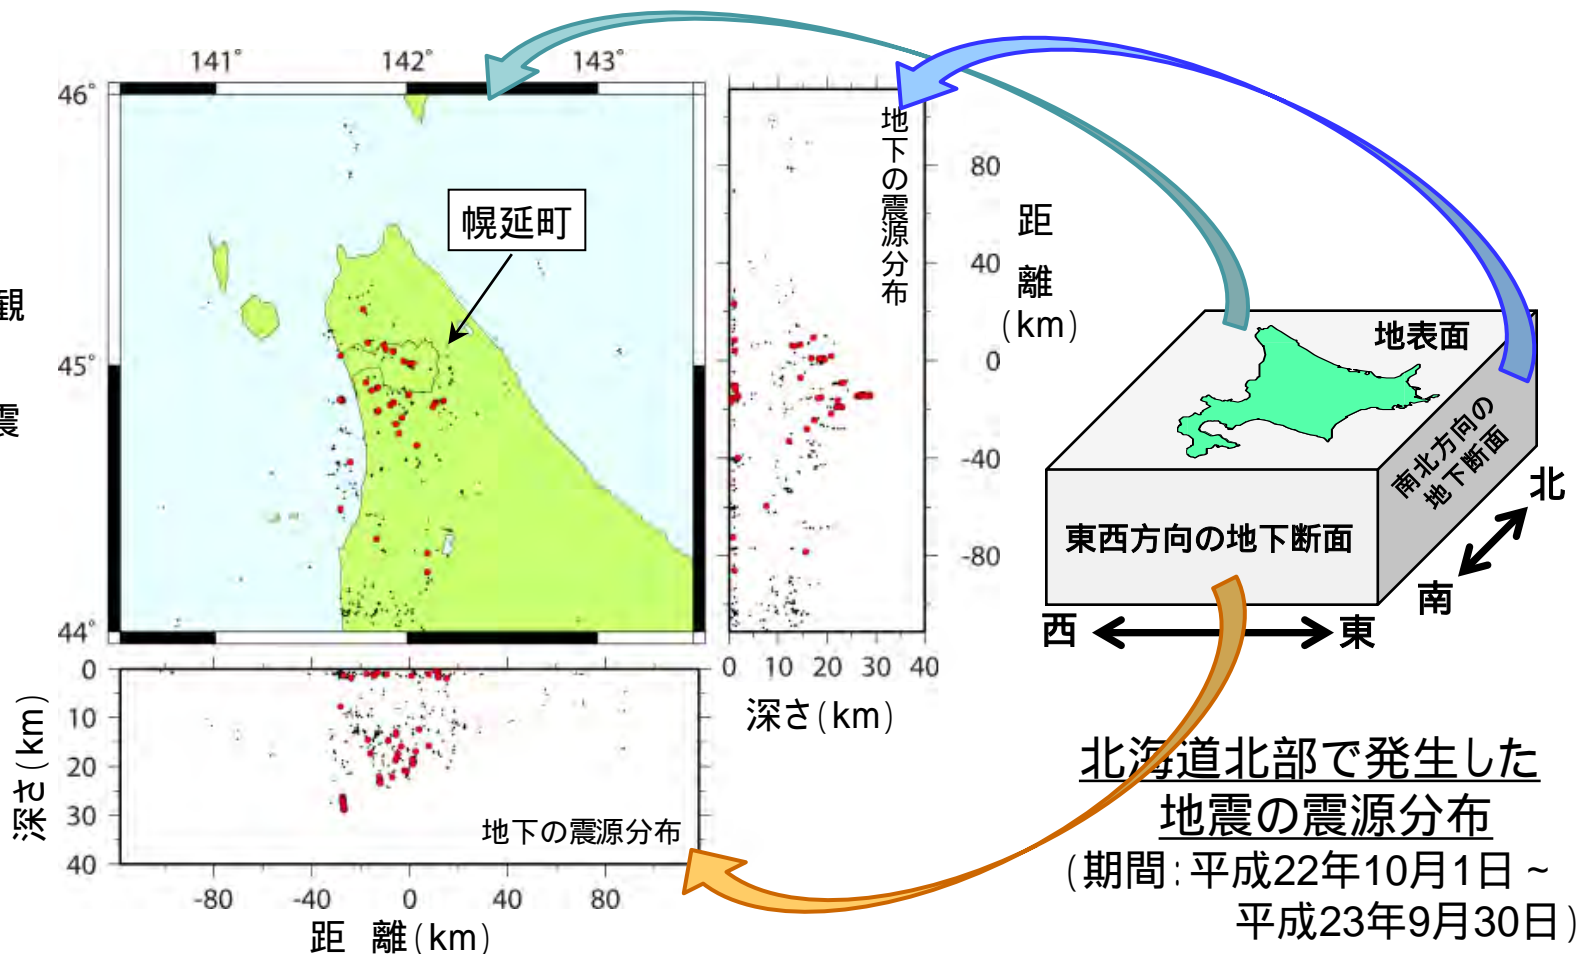 141° 142° 143°
46°
45°
44°
幌延町
観
震
地下の震源分布
80
40
0
-40
-80
距離
(km)
0 10 20 30 40
深さ(km)
0
10
20
30
40
深さ(km)
地下の震源分布
-80 -40 0 40 80
距 離(km)
地表面
南北方向の
地下断面
東西方向の地下断面
北
南
西
東
北海道北部で発生した
地震の震源分布
(期間:平成22年10月1日~
平成23年9月30日)